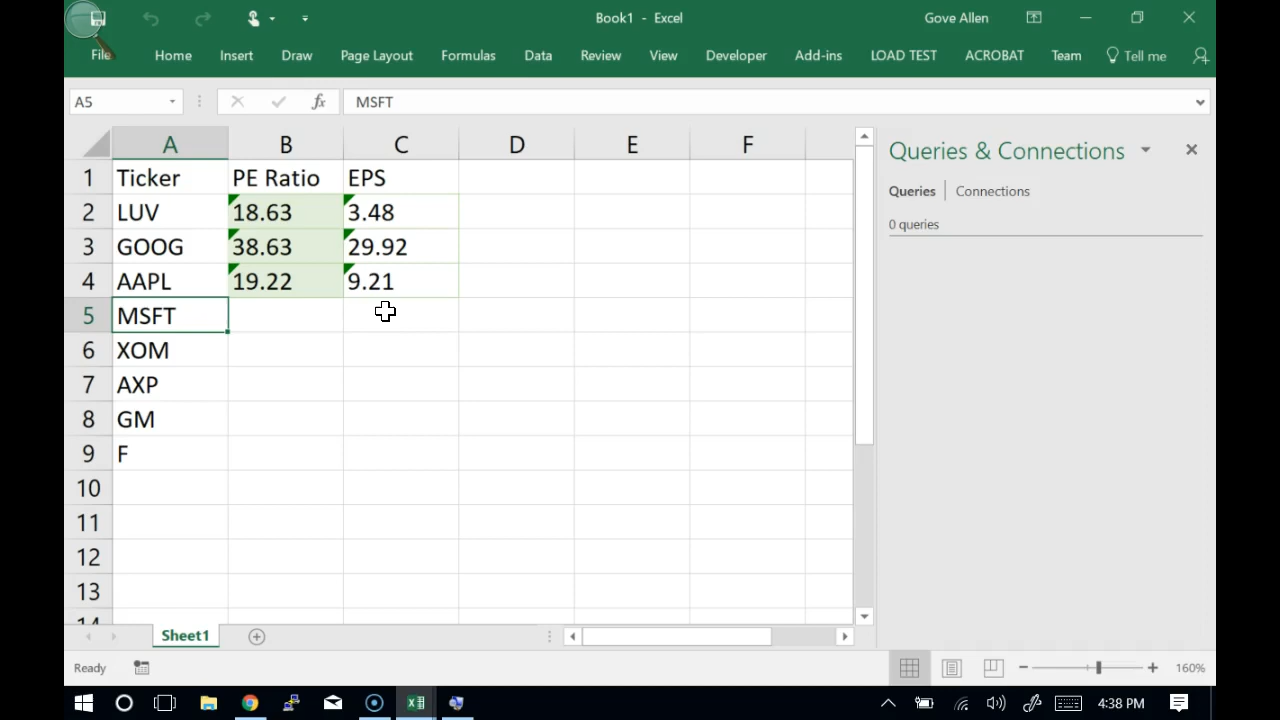 Book1 - Excel
Gove Allen
File Home Insert Draw Page Layout Formulas Data Review View Developer Add-ins LOAD TEST ACROBAT Team Tell me
A5 fx MSFT
A B C D E F
1 Ticker PE Ratio EPS
2 LUV 18.63 3.48
3 GOOG 38.63 29.92
4 AAPL 19.22 9.21
5 MSFT
6 XOM
7 AXP
8 GM
9 F
10
11
12
13
14
Queries & Connections
Queries Connections
0 queries
Sheet1
Ready
160%
4:38 PM